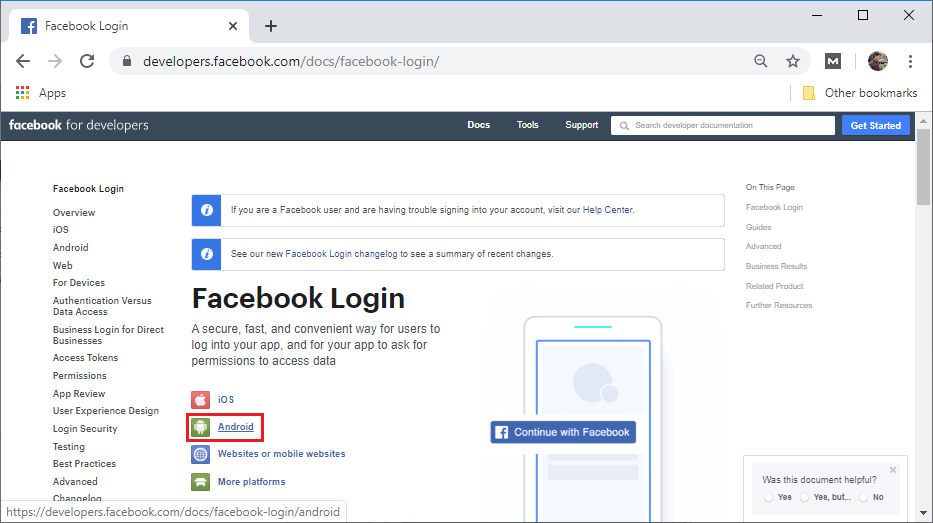 Facebook Login
developers.facebook.com/docs/facebook-login/
Apps
Other bookmarks
facebook for developers
Docs
Tools
Support
Search developer documentation
Get Started
Facebook Login
Overview
iOS
Android
Web
For Devices
Authentication Versus
Data Access
Business Login for Direct
Businesses
Access Tokens
Permissions
App Review
User Experience Design
Login Security
Testing
Best Practices
Advanced
Changelog
If you are a Facebook user and are having trouble signing into your account, visit our Help Center.
See our new Facebook Login changelog to see a summary of recent changes.
Facebook Login
A secure, fast, and convenient way for users to
log into your app, and for your app to ask for
permissions to access data
iOS
Android
Websites or mobile websites
More platforms
Continue with Facebook
On This Page
Facebook Login
Guides
Advanced
Business Results
Related Product
Further Resources
Was this document helpful?
Yes
Yes, but...
No
https://developers.facebook.com/docs/facebook-login/android